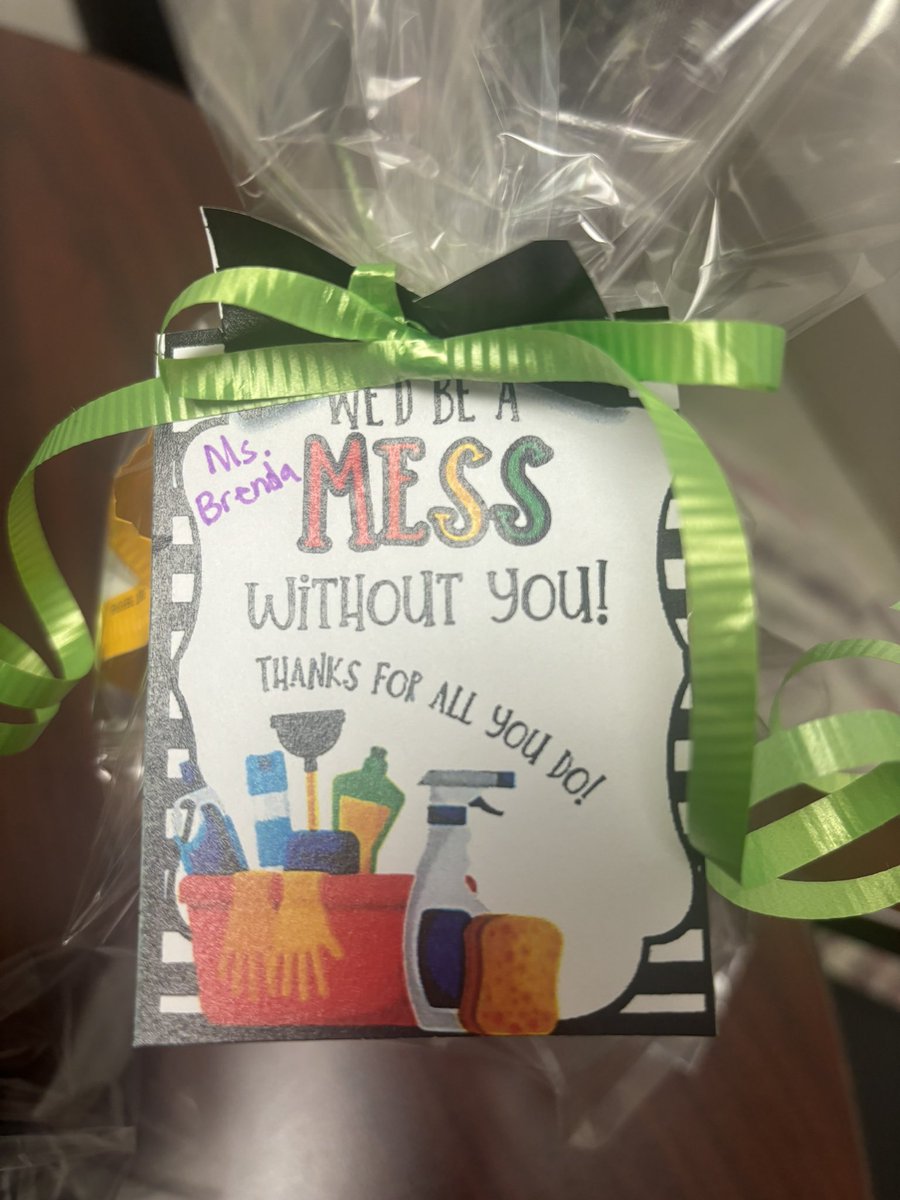 WE'D BE A
Ms.
Brenda
MESS
WITHOUT YOU!
THANKS FOR ALL YOU DO!